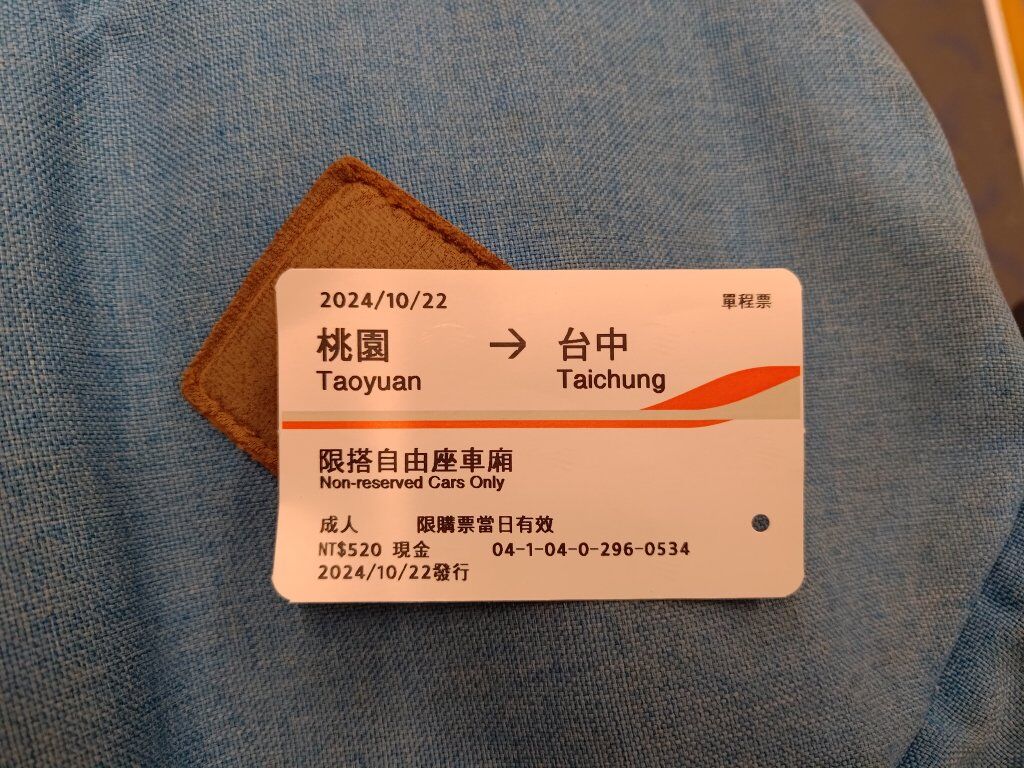 2024/10/22 單程票
桃園 → 台中
Taoyuan Taichung
限搭自由座車廂
Non-reserved Cars Only
成人 限購票當日有效
NT$520 現金 04-1-04-0-296-0534
2024/10/22發行